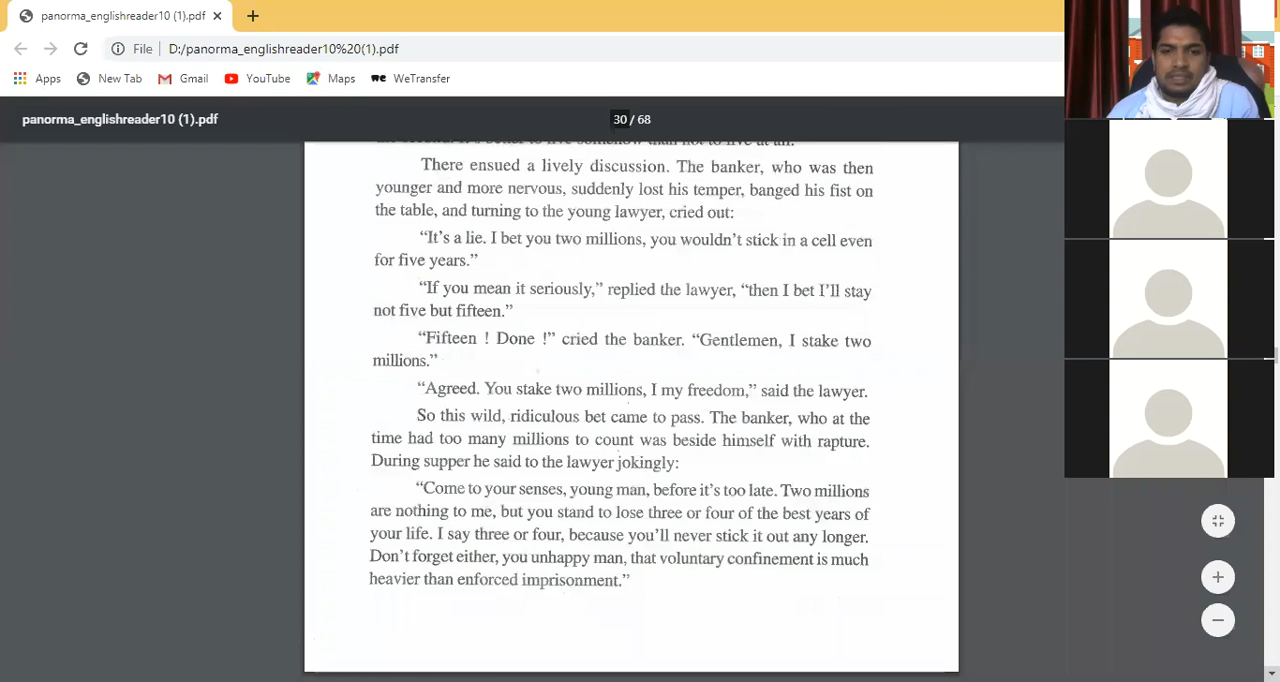 panorma_englishreader10 (1).pdf
File
D:/panorma_englishreader10%20(1).pdf
Apps
New Tab
Gmail
YouTube
Maps
we WeTransfer
panorma_englishreader10 (1).pdf
30 / 68
There ensued a lively discussion. The banker, who was then
younger and more nervous, suddenly lost his temper, banged his fist on
the table, and turning to the young lawyer, cried out:
“It’s a lie. I bet you two millions, you wouldn’t stick in a cell even
for five years.”
“If you mean it seriously,” replied the lawyer, “then I bet I’ll stay
not five but fifteen.”
“Fifteen ! Done !” cried the banker. “Gentlemen, I stake two
millions.”
“Agreed. You stake two millions, I my freedom,” said the lawyer.
So this wild, ridiculous bet came to pass. The banker, who at the
time had too many millions to count was beside himself with rapture.
During supper he said to the lawyer jokingly:
“Come to your senses, young man, before it’s too late. Two millions
are nothing to me, but you stand to lose three or four of the best years of
your life. I say three or four, because you’ll never stick it out any longer.
Don’t forget either, you unhappy man, that voluntary confinement is much
heavier than enforced imprisonment.”